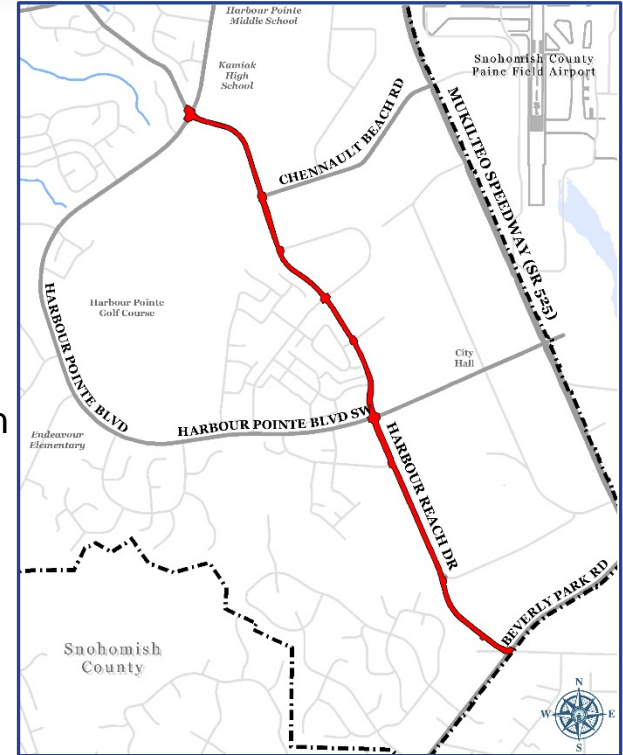 Harbour Pointe
Middle School
Kamiak
High
School
Snohomish County
Paine Field Airport
CHENNAULT BEACH RD
MUKILTEO SPEEDWAY (SR 525)
Harbour Pointe
Golf Course
HARBOUR POINTE BLVD
City
Hall
n
HARBOUR POINTE BLVD SW
Endeavour
Elementary
HARBOUR REACH DR
BEVERLY PARK RD
Snohomish
County
N
W
E
S